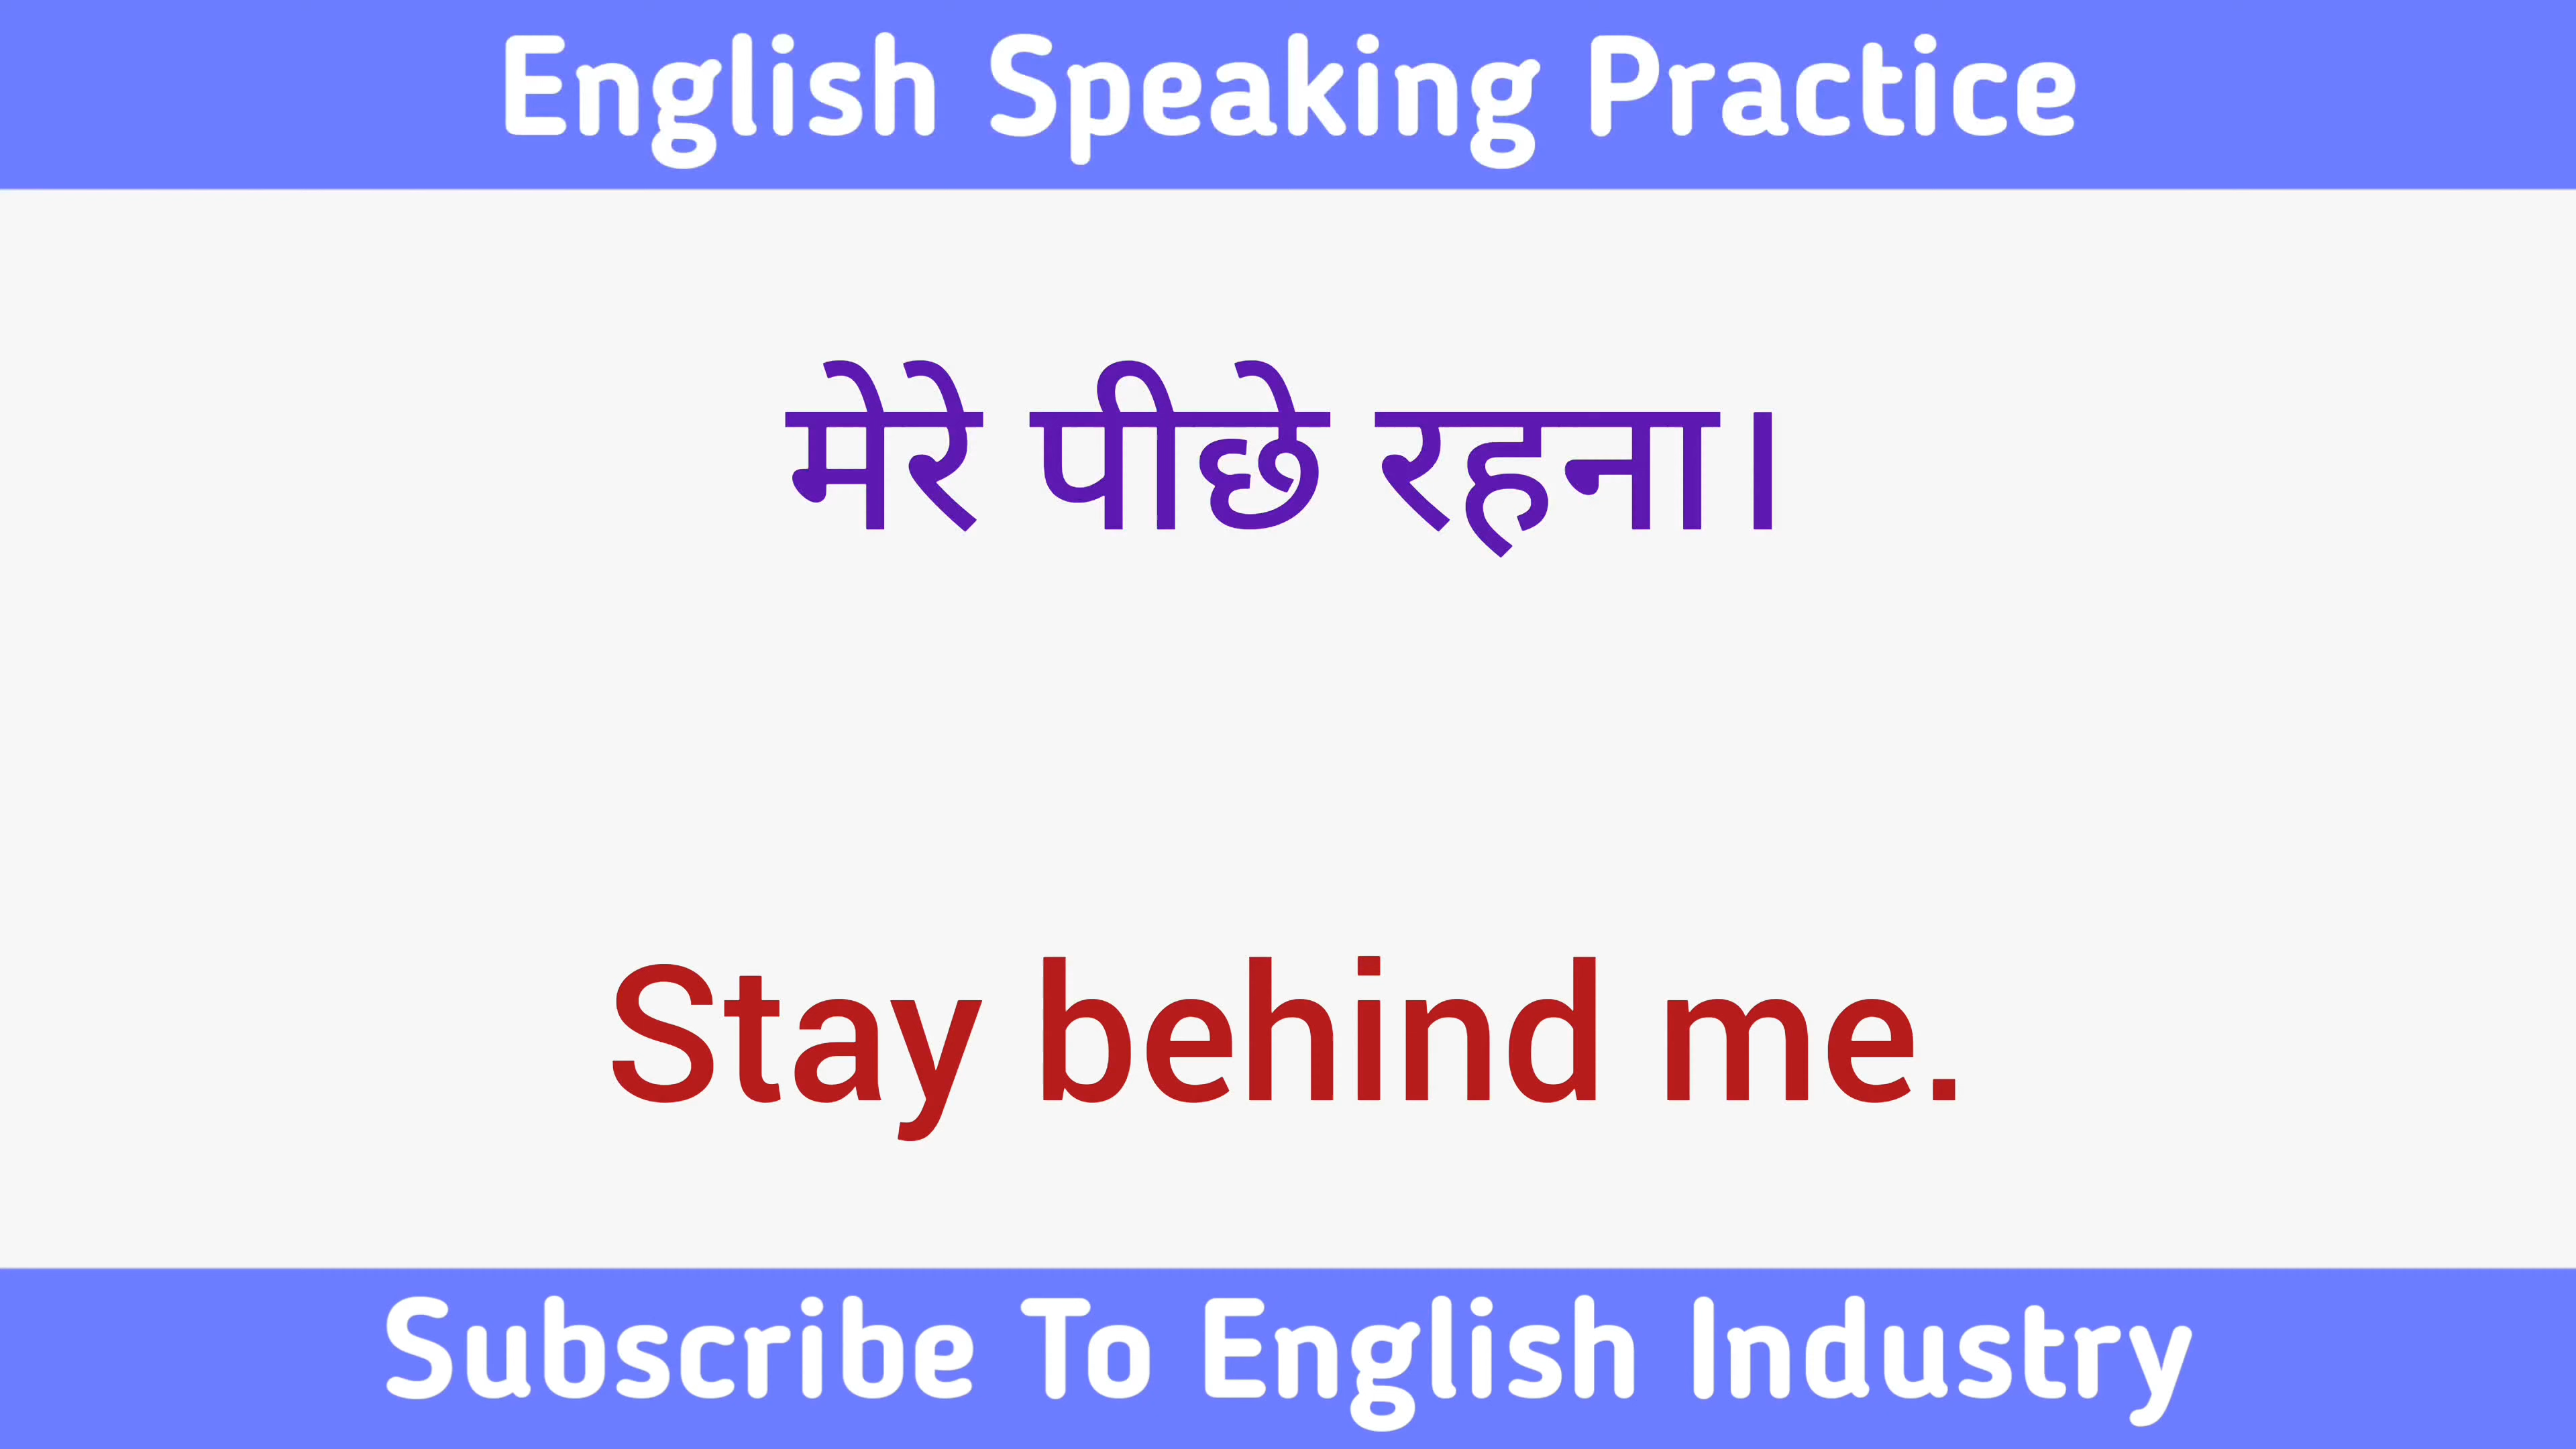 English Speaking Practice
मेरे पीछे रहना।
Stay behind me.
Subscribe To English Industry